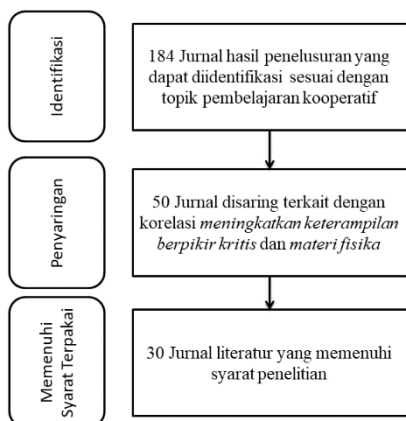 Identifikasi
184 Jurnal hasil penelusuran yang
dapat diidentifikasi sesuai dengan
topik pembelajaran kooperatif
Penyaringan
50 Jurnal disaring terkait dengan
korelasi meningkatkan keterampilan
berpikir kritis dan materi fisika
Memenuhi
Syarat Terpakai
30 Jurnal literatur yang memenuhi
syarat penelitian